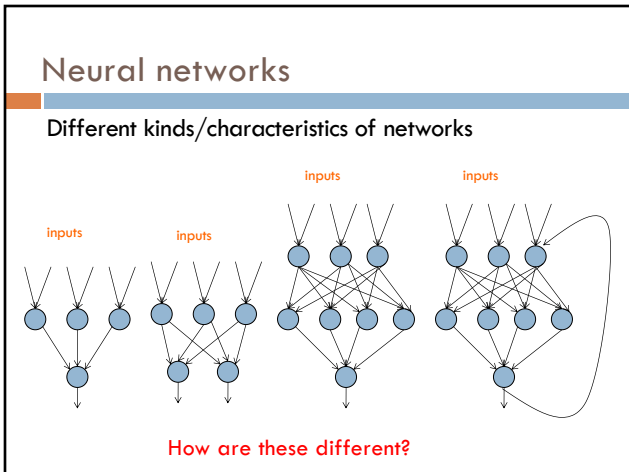 Neural networks
Different kinds/characteristics of networks
inputs
inputs
inputs
inputs
How are these different?